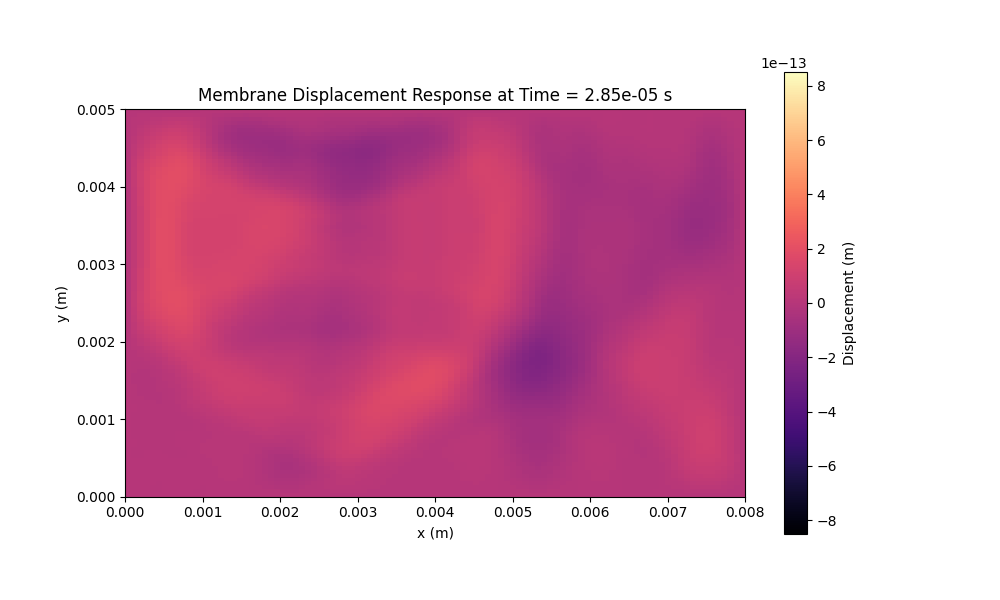 1e−13
Membrane Displacement Response at Time = 2.85e-05 s
0.005
0.004
0.003
0.002
0.001
0.000
y (m)
0.000 0.001 0.002 0.003 0.004 0.005 0.006 0.007 0.008
x (m)
8
6
4
2
0
−2
−4
−6
−8
Displacement (m)